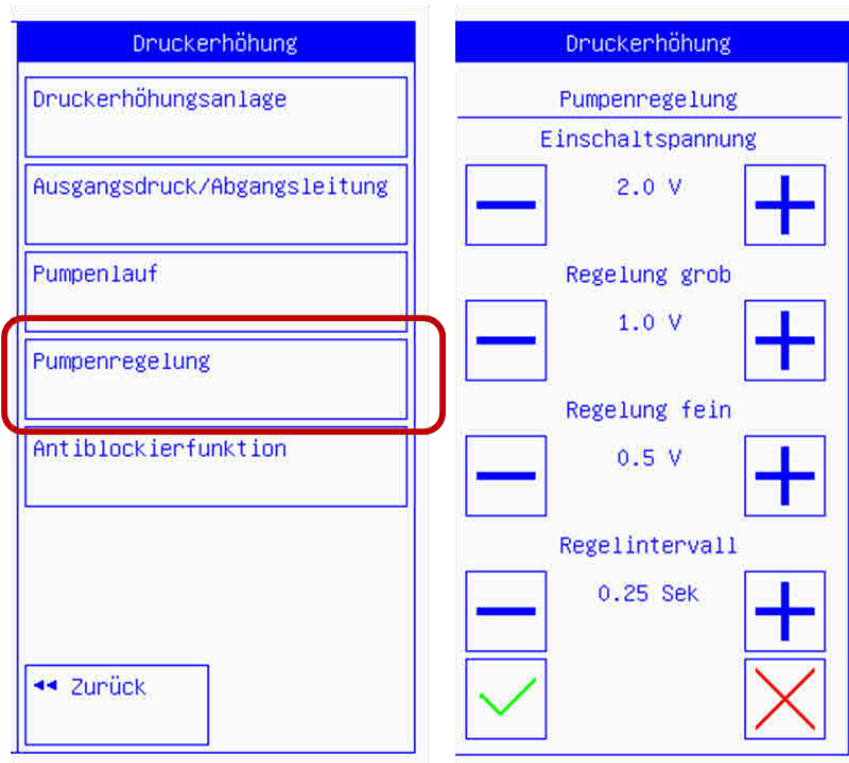 Druckerhöhung
Druckerhöhungsanlage
Ausgangsdruck/Abgangsleitung
Pumpenlauf
Pumpenregelung
Antiblockierfunktion
◄◄ Zurück
Druckerhöhung
Pumpenregelung
Einschaltspannung
2.0 V
Regelung grob
1.0 V
Regelung fein
0.5 V
Regelintervall
0.25 Sek